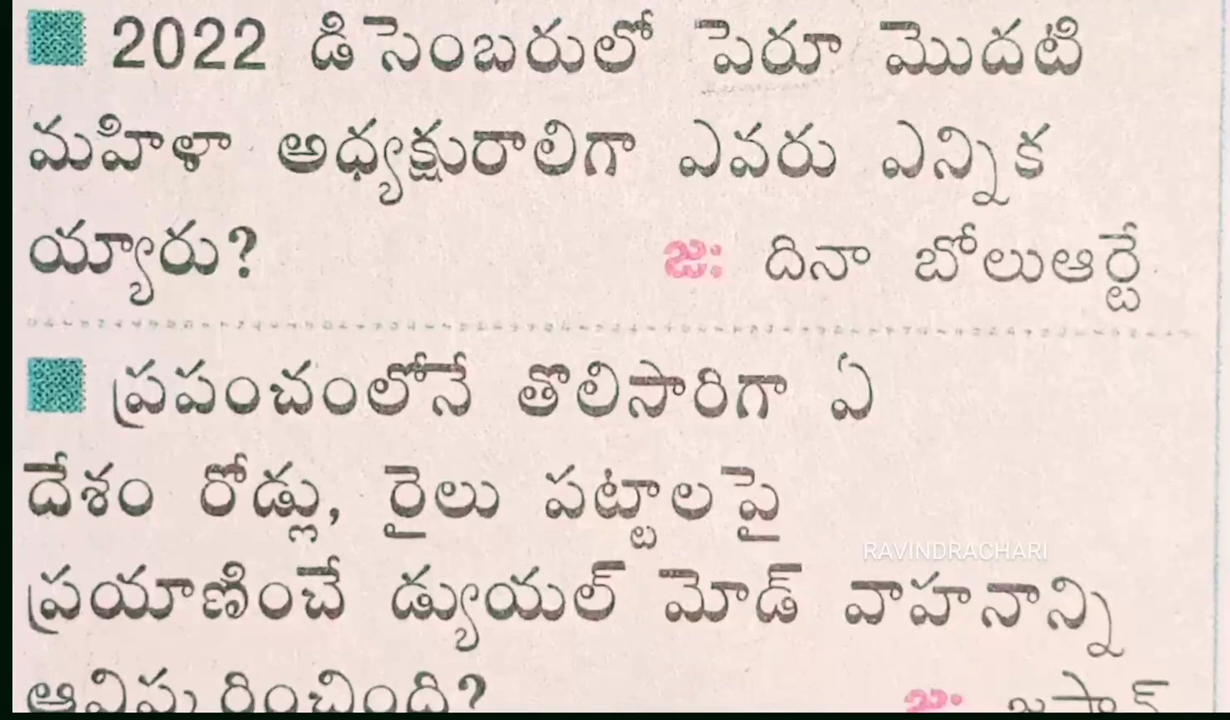 2022 డిసెంబరులో పెరూ మొదటి
మహిళా అధ్యక్షురాలిగా ఎవరు ఎన్నిక
య్యారు? జ: దినా బోలుఆర్టే
ప్రపంచంలోనే తొలిసారిగా ఏ
దేశం రోడ్లు, రైలు పట్టాలపై
RAVINDRACHARI
ప్రయాణించే డ్యుయల్ మోడ్ వాహనాన్ని